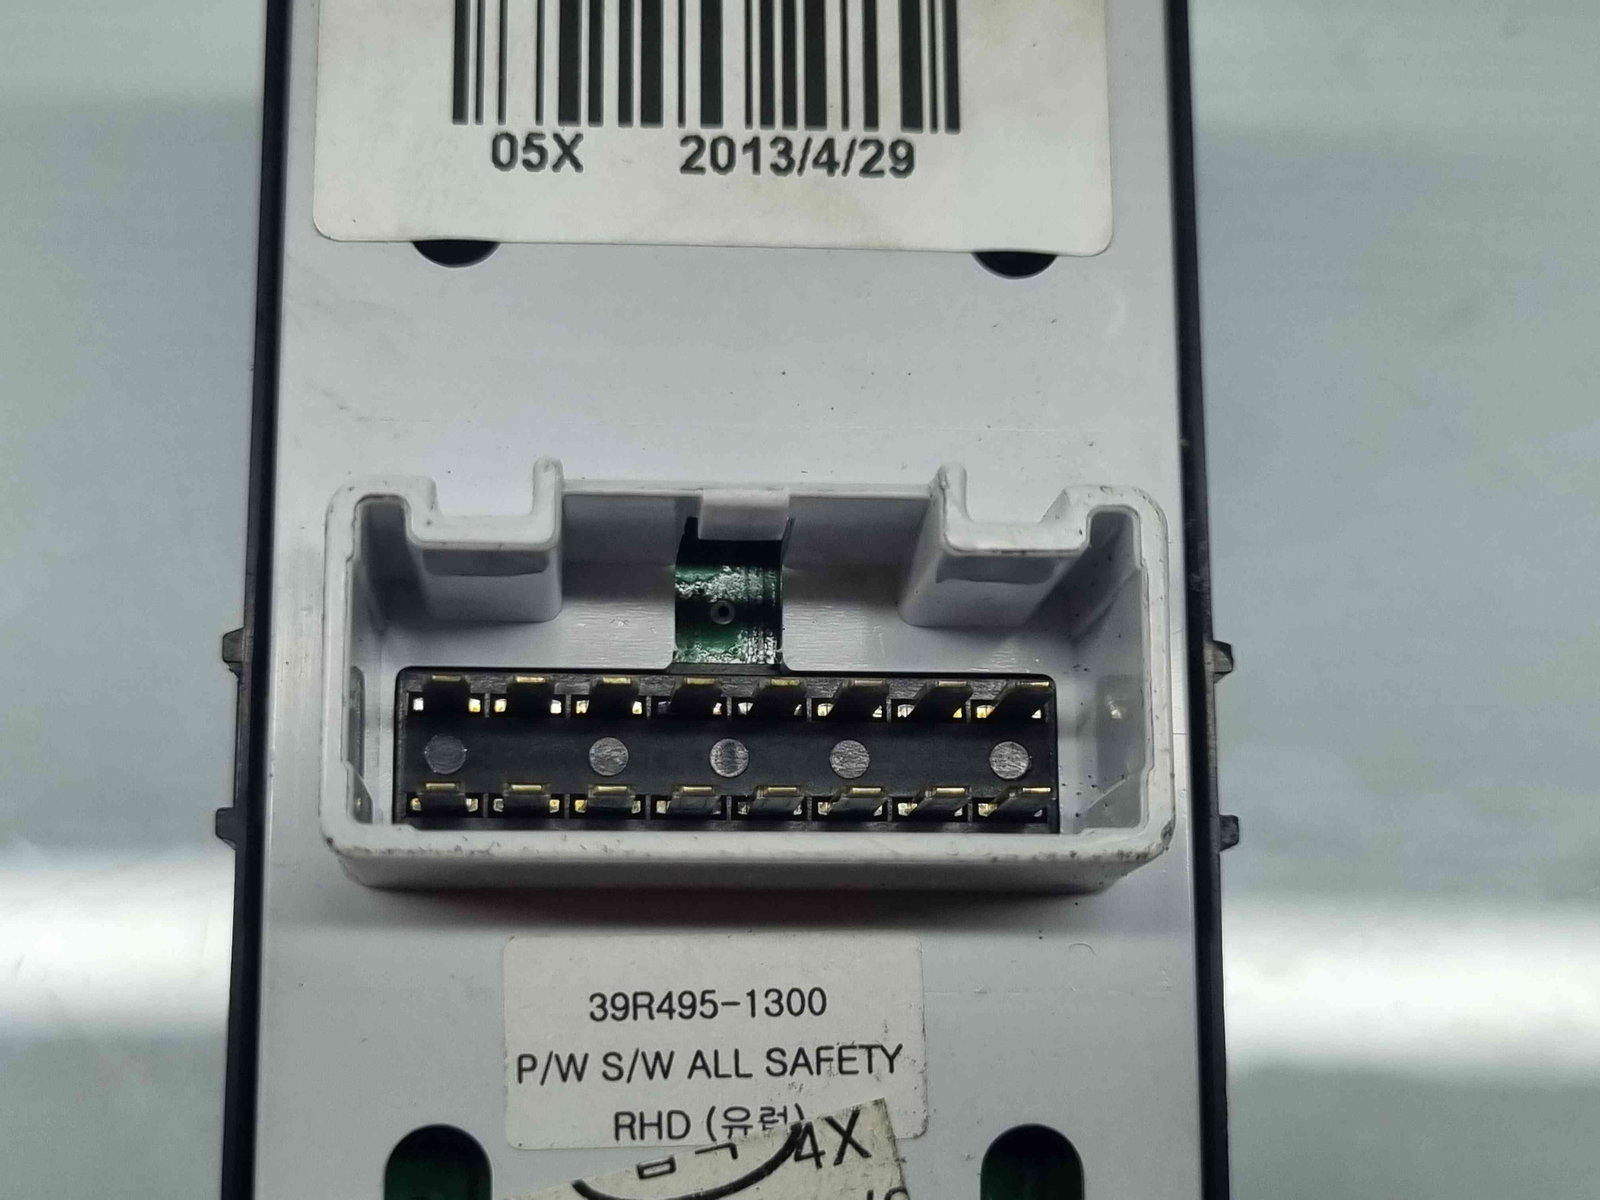 05X 2013/4/29
39R495-1300
P/W S/W ALL SAFETY
RHD (유럽)
4X